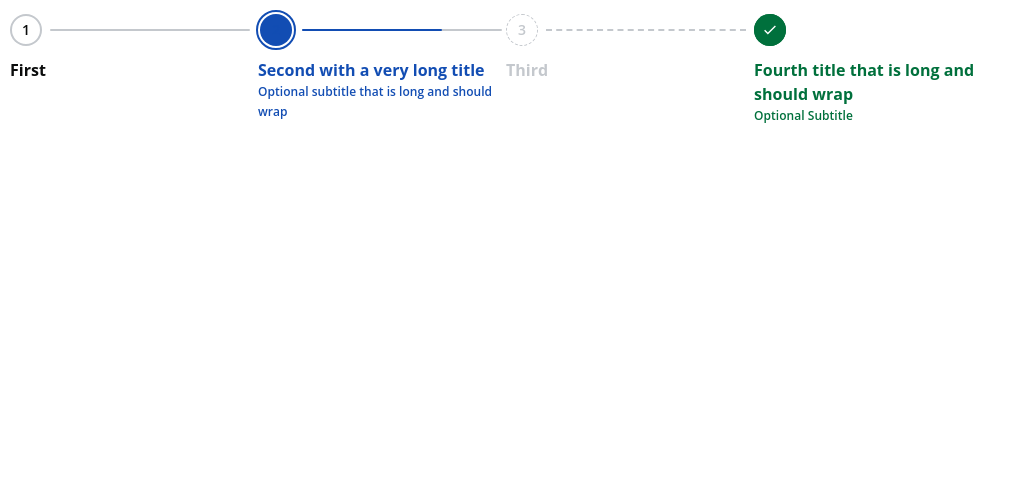 1
3
First
Second with a very long title
Optional subtitle that is long and should
wrap
Third
Fourth title that is long and
should wrap
Optional Subtitle